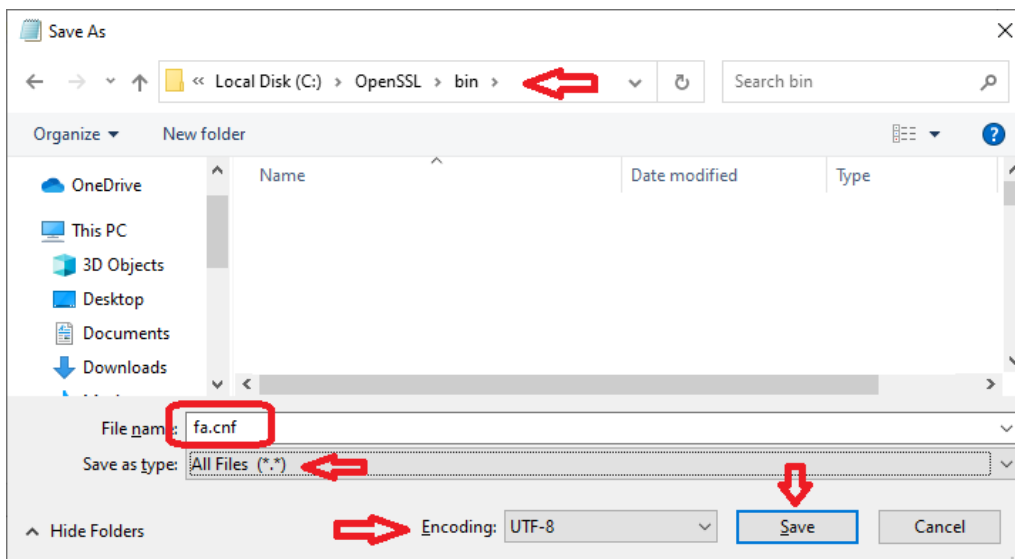 Save As
« Local Disk (C:) › OpenSSL › bin ›
Search bin
Organize
New folder
?
OneDrive
Name
Date modified
Type
This PC
3D Objects
Desktop
Documents
Downloads
File name:
fa.cnf
Save as type:
All Files (*.*)
Hide Folders
Encoding:
UTF-8
Save
Cancel